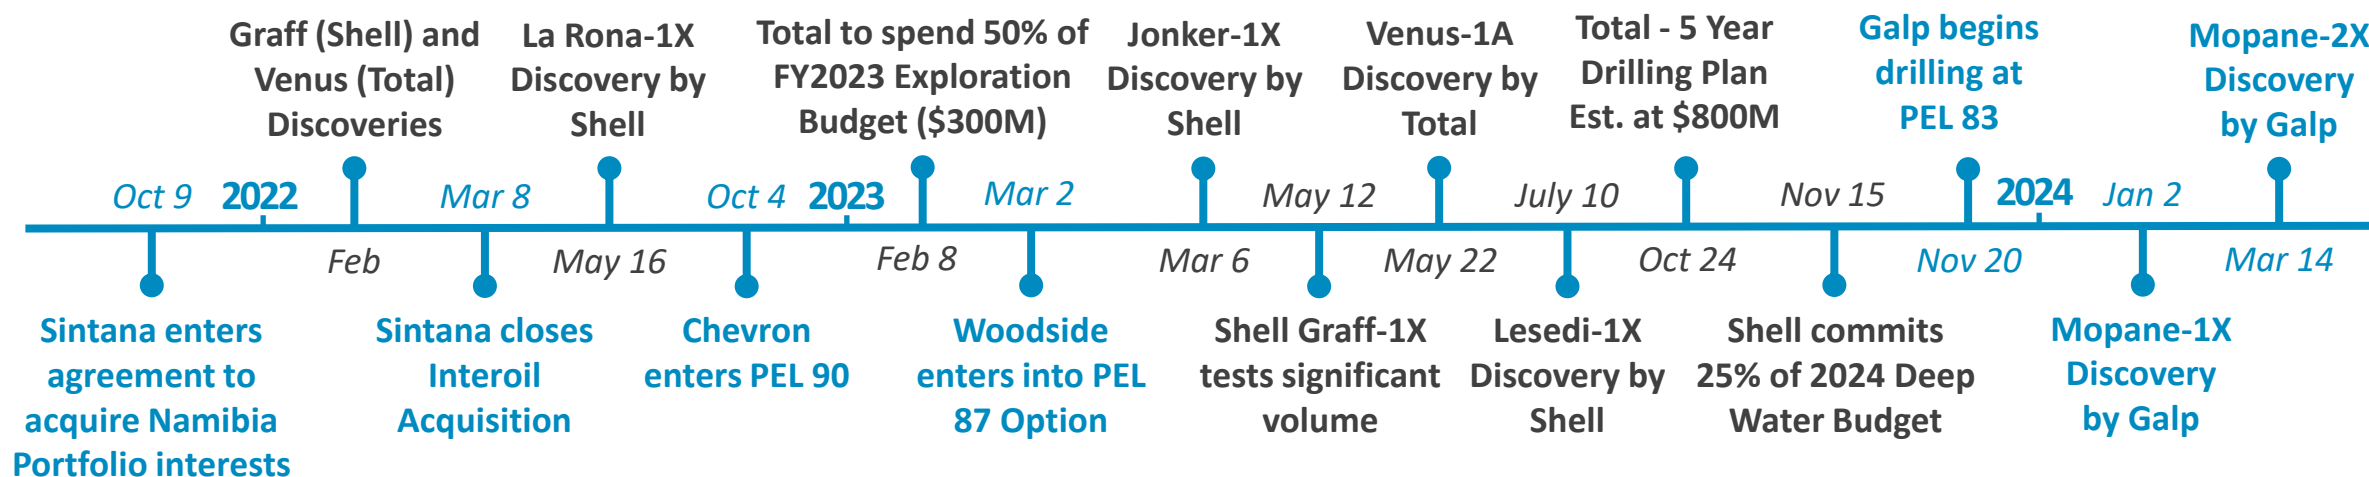 Graff (Shell) and
Venus (Total)
Discoveries
La Rona-1X
Discovery by
Shell
Total to spend 50% of
FY2023 Exploration
Budget ($300M)
Jonker-1X
Discovery by
Shell
Venus-1A
Discovery by
Total
Total - 5 Year
Drilling Plan
Est. at $800M
Galp begins
drilling at
PEL 83
Mopane-2X
Discovery
by Galp
Oct 9
2022
Mar 8
Oct 4
2023
Mar 2
May 12
July 10
Nov 15
2024
Jan 2
Feb
May 16
Feb 8
Mar 6
May 22
Oct 24
Nov 20
Mar 14
Sintana enters
agreement to
acquire Namibia
Portfolio interests
Sintana closes
Interoil
Acquisition
Chevron
enters PEL 90
Woodside
enters into PEL
87 Option
Shell Graff-1X
tests significant
volume
Lesedi-1X
Discovery by
Shell
Shell commits
25% of 2024 Deep
Water Budget
Mopane-1X
Discovery
by Galp